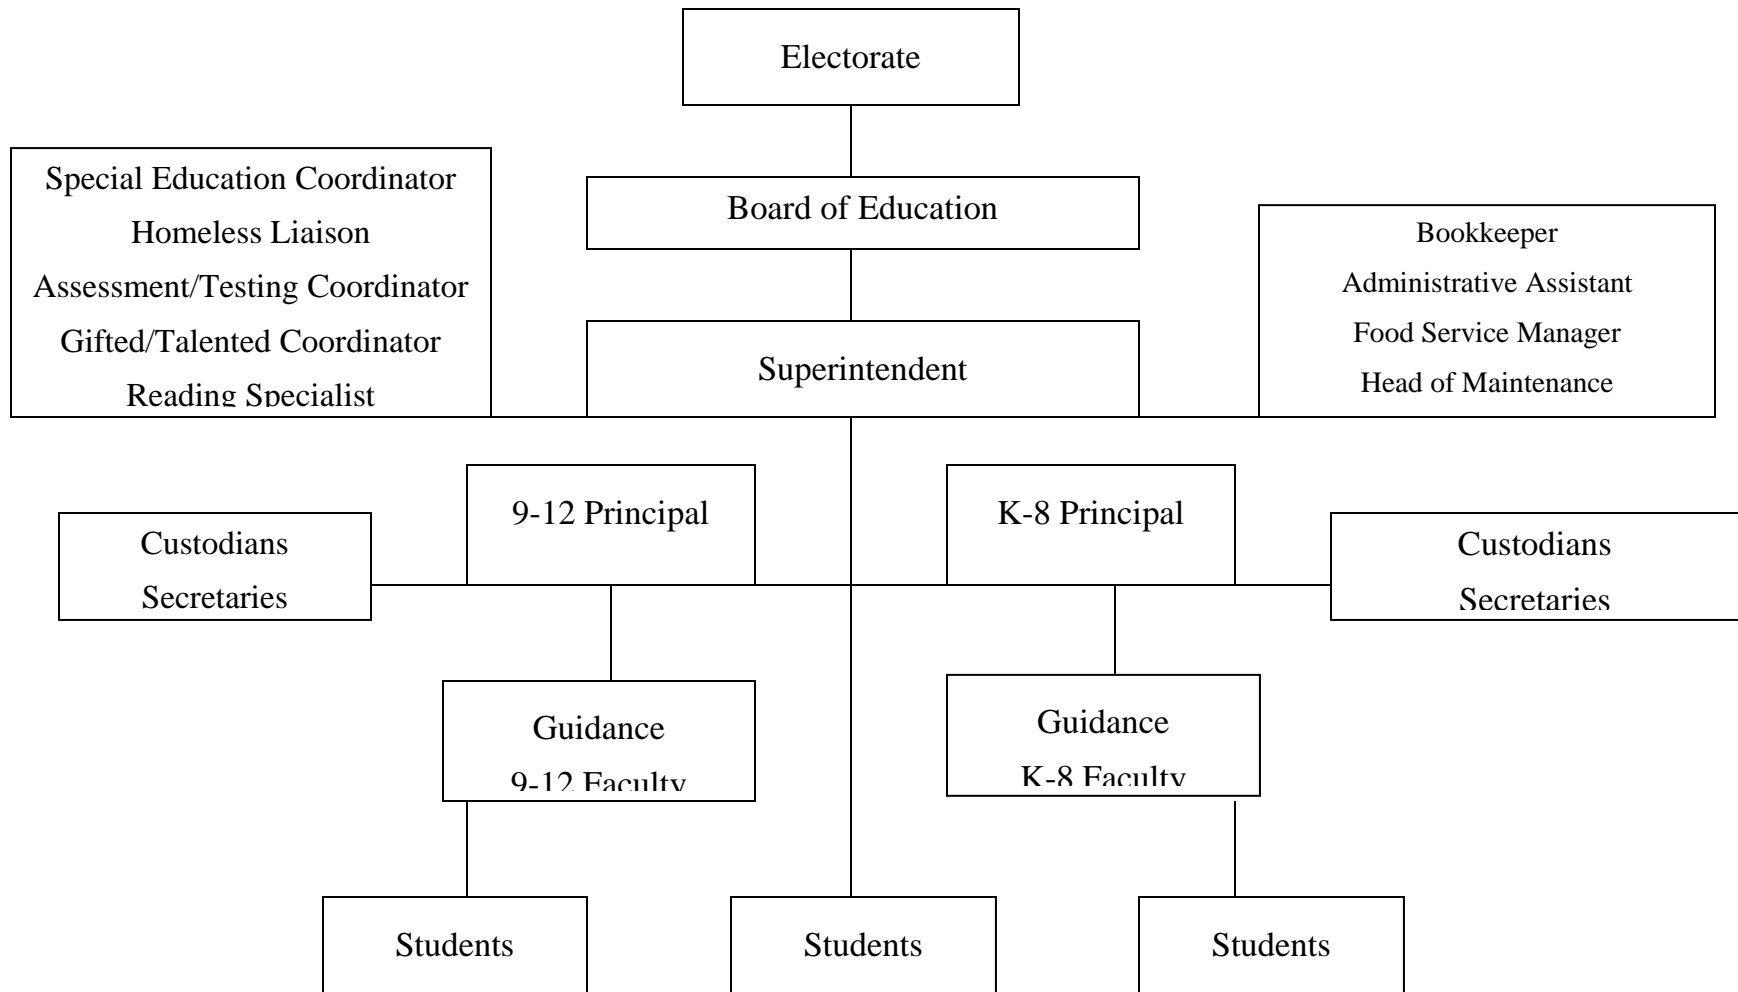 Electorate
Special Education Coordinator
Homeless Liaison
Assessment/Testing Coordinator
Gifted/Talented Coordinator
Reading Specialist
Board of Education
Bookkeeper
Administrative Assistant
Food Service Manager
Head of Maintenance
Superintendent
9-12 Principal
K-8 Principal
Custodians
Secretaries
Custodians
Secretaries
Guidance
9-12 Faculty
Guidance
K-8 Faculty
Students
Students
Students